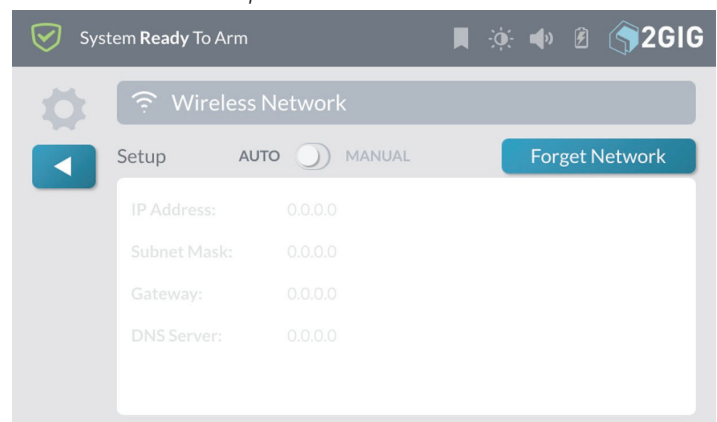 System Ready To Arm
2GIG
Wireless Network
Setup AUTO MANUAL Forget Network
IP Address: 0.0.0.0
Subnet Mask: 0.0.0.0
Gateway: 0.0.0.0
DNS Server: 0.0.0.0